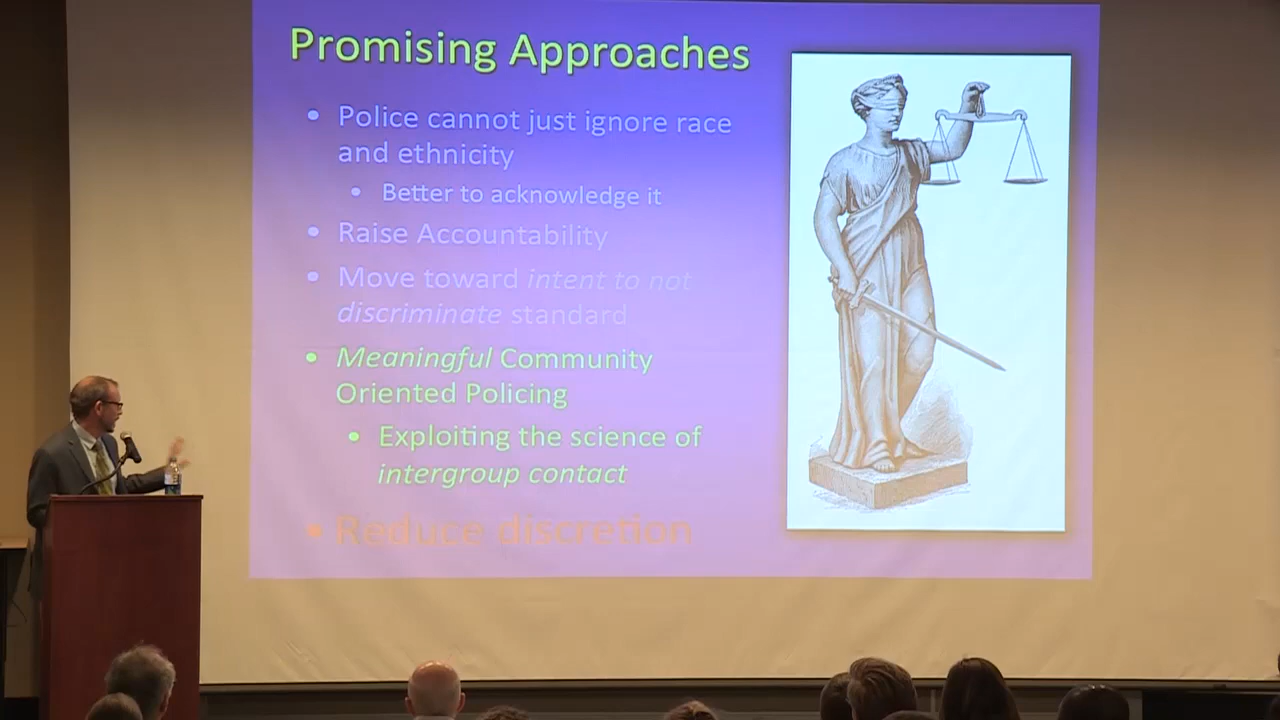 Promising Approaches
• Police cannot just ignore race
and ethnicity
• Better to acknowledge it
• Raise Accountability
• Move toward intent to not
discriminate standard
• Meaningful Community
Oriented Policing
• Exploiting the science of
intergroup contact
• Reduce discretion